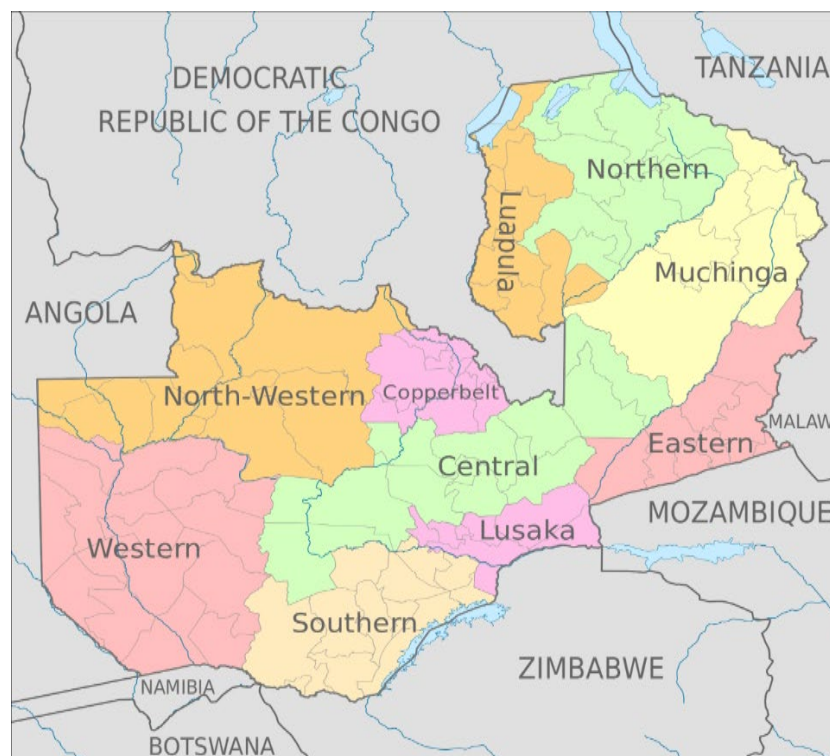 DEMOCRATIC
REPUBLIC OF THE CONGO
TANZANIA
Northern
Luapula
Muchinga
ANGOLA
North-Western
Copperbelt
MALAW
Eastern
Central
MOZAMBIQUE
Lusaka
Western
Southern
ZIMBABWE
NAMIBIA
BOTSWANA